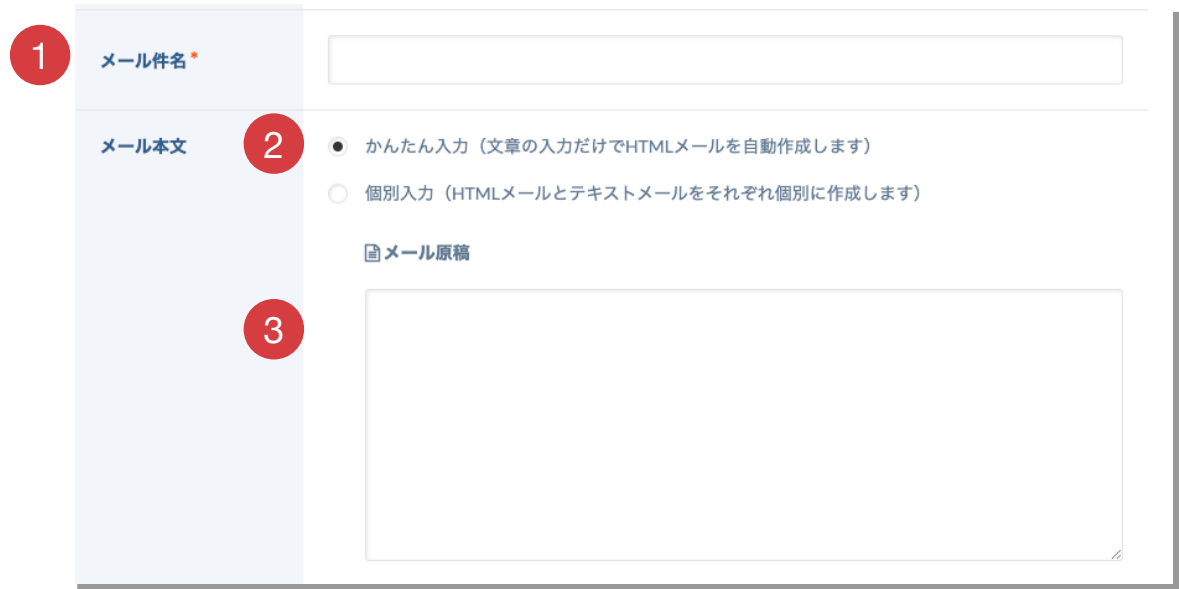 1 メール件名*
メール本文 2 かんたん入力（文章の入力だけでHTMLメールを自動作成します）
個別入力（HTMLメールとテキストメールをそれぞれ個別に作成します）
メール原稿
3